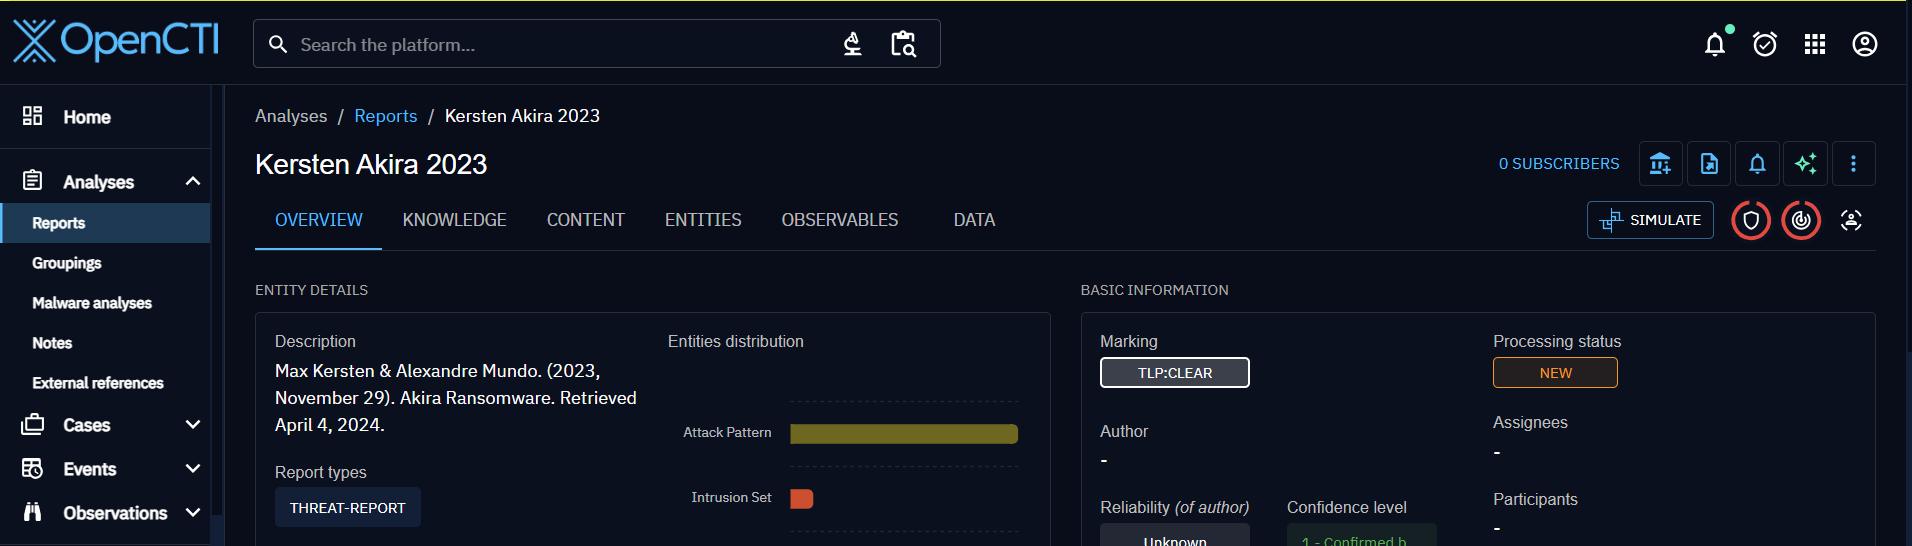 OpenCTI
Search the platform...
Home
Analyses
Reports
Groupings
Malware analyses
Notes
External references
Cases
Events
Observations
Analyses / Reports / Kersten Akira 2023
Kersten Akira 2023
0 SUBSCRIBERS
OVERVIEW KNOWLEDGE CONTENT ENTITIES OBSERVABLES DATA
SIMULATE
ENTITY DETAILS
Description
Max Kersten & Alexandre Mundo. (2023,
November 29). Akira Ransomware. Retrieved
April 4, 2024.
Report types
THREAT-REPORT
Entities distribution
Attack Pattern
Intrusion Set
BASIC INFORMATION
Marking
TLP:CLEAR
Author
-
Reliability (of author)
Unknown
Confidence level
1 - Confirmed b...
Processing status
NEW
Assignees
-
Participants
-